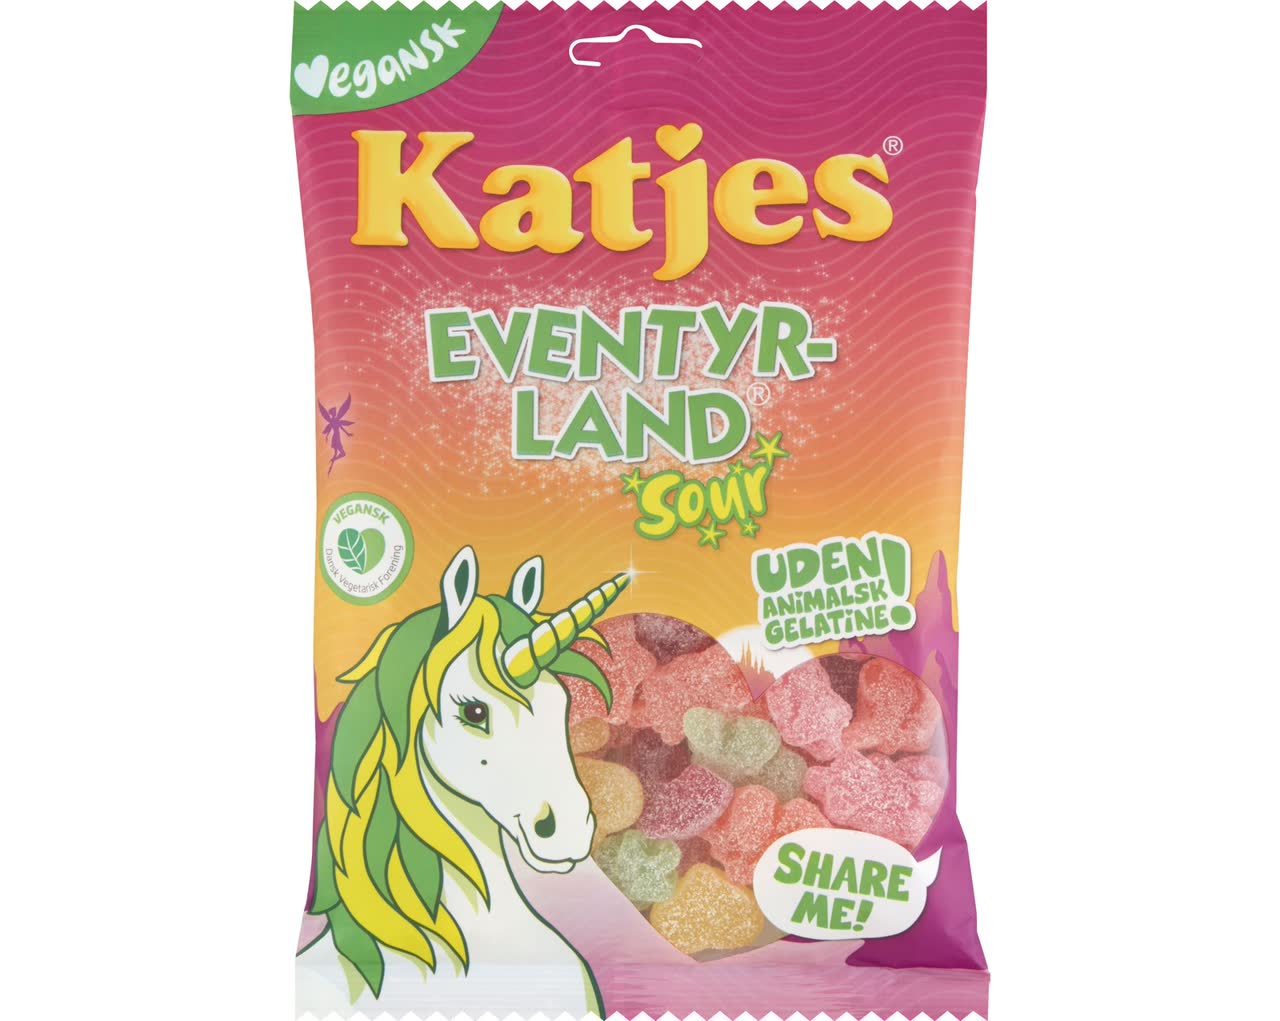 VEGANSK
Katjes®
EVENTYR-
LAND®
Sour
VEGANSK
Dansk Vegetarisk Forening
UDEN
ANIMALSK
GELATINE!
SHARE
ME!